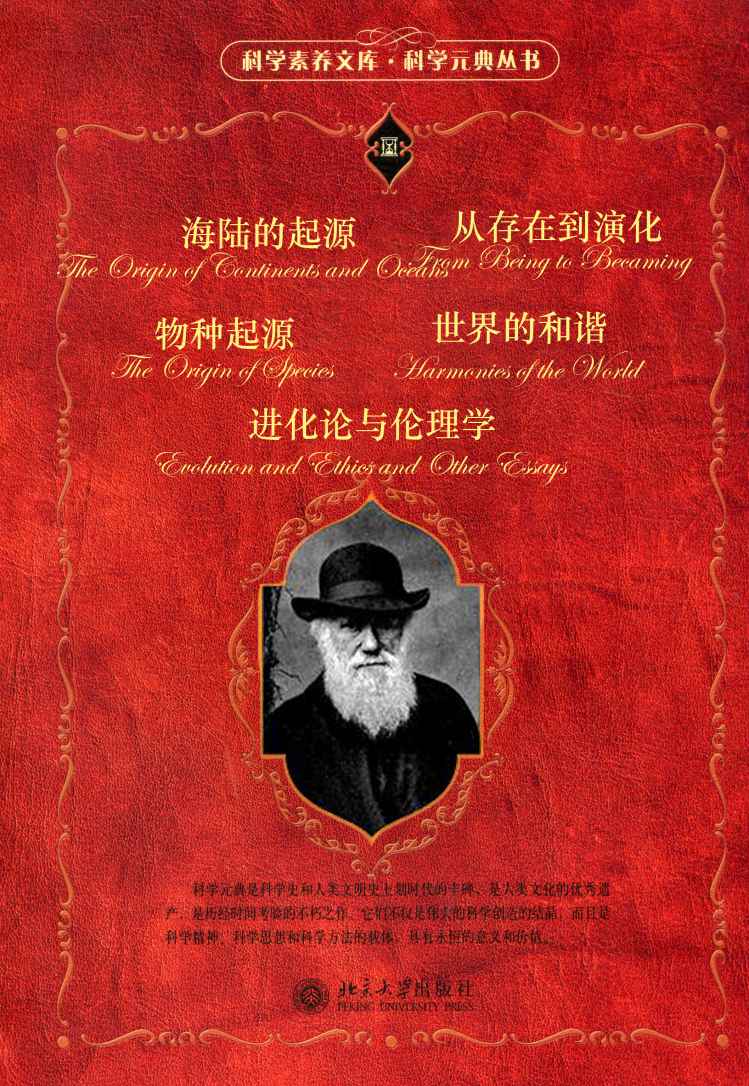 科学素养文库·科学元典丛书
海陆的起源
The Origin of Continents and Oceans
从存在到演化
From Being to Becaming
物种起源
The Origin of Species
世界的和谐
Harmonies of the World
进化论与伦理学
Evolution and Ethics and Other Essays
科学元典是科学史和人类文明史上划时代的丰碑，是人类文化的优秀遗
产，是历经时间考验的不朽之作。它们不仅是伟大的科学创造的结晶，而且是
科学精神、科学思想和科学方法的载体，具有永恒的意义和价值。
北京大学出版社
PEKING UNIVERSITY PRESS